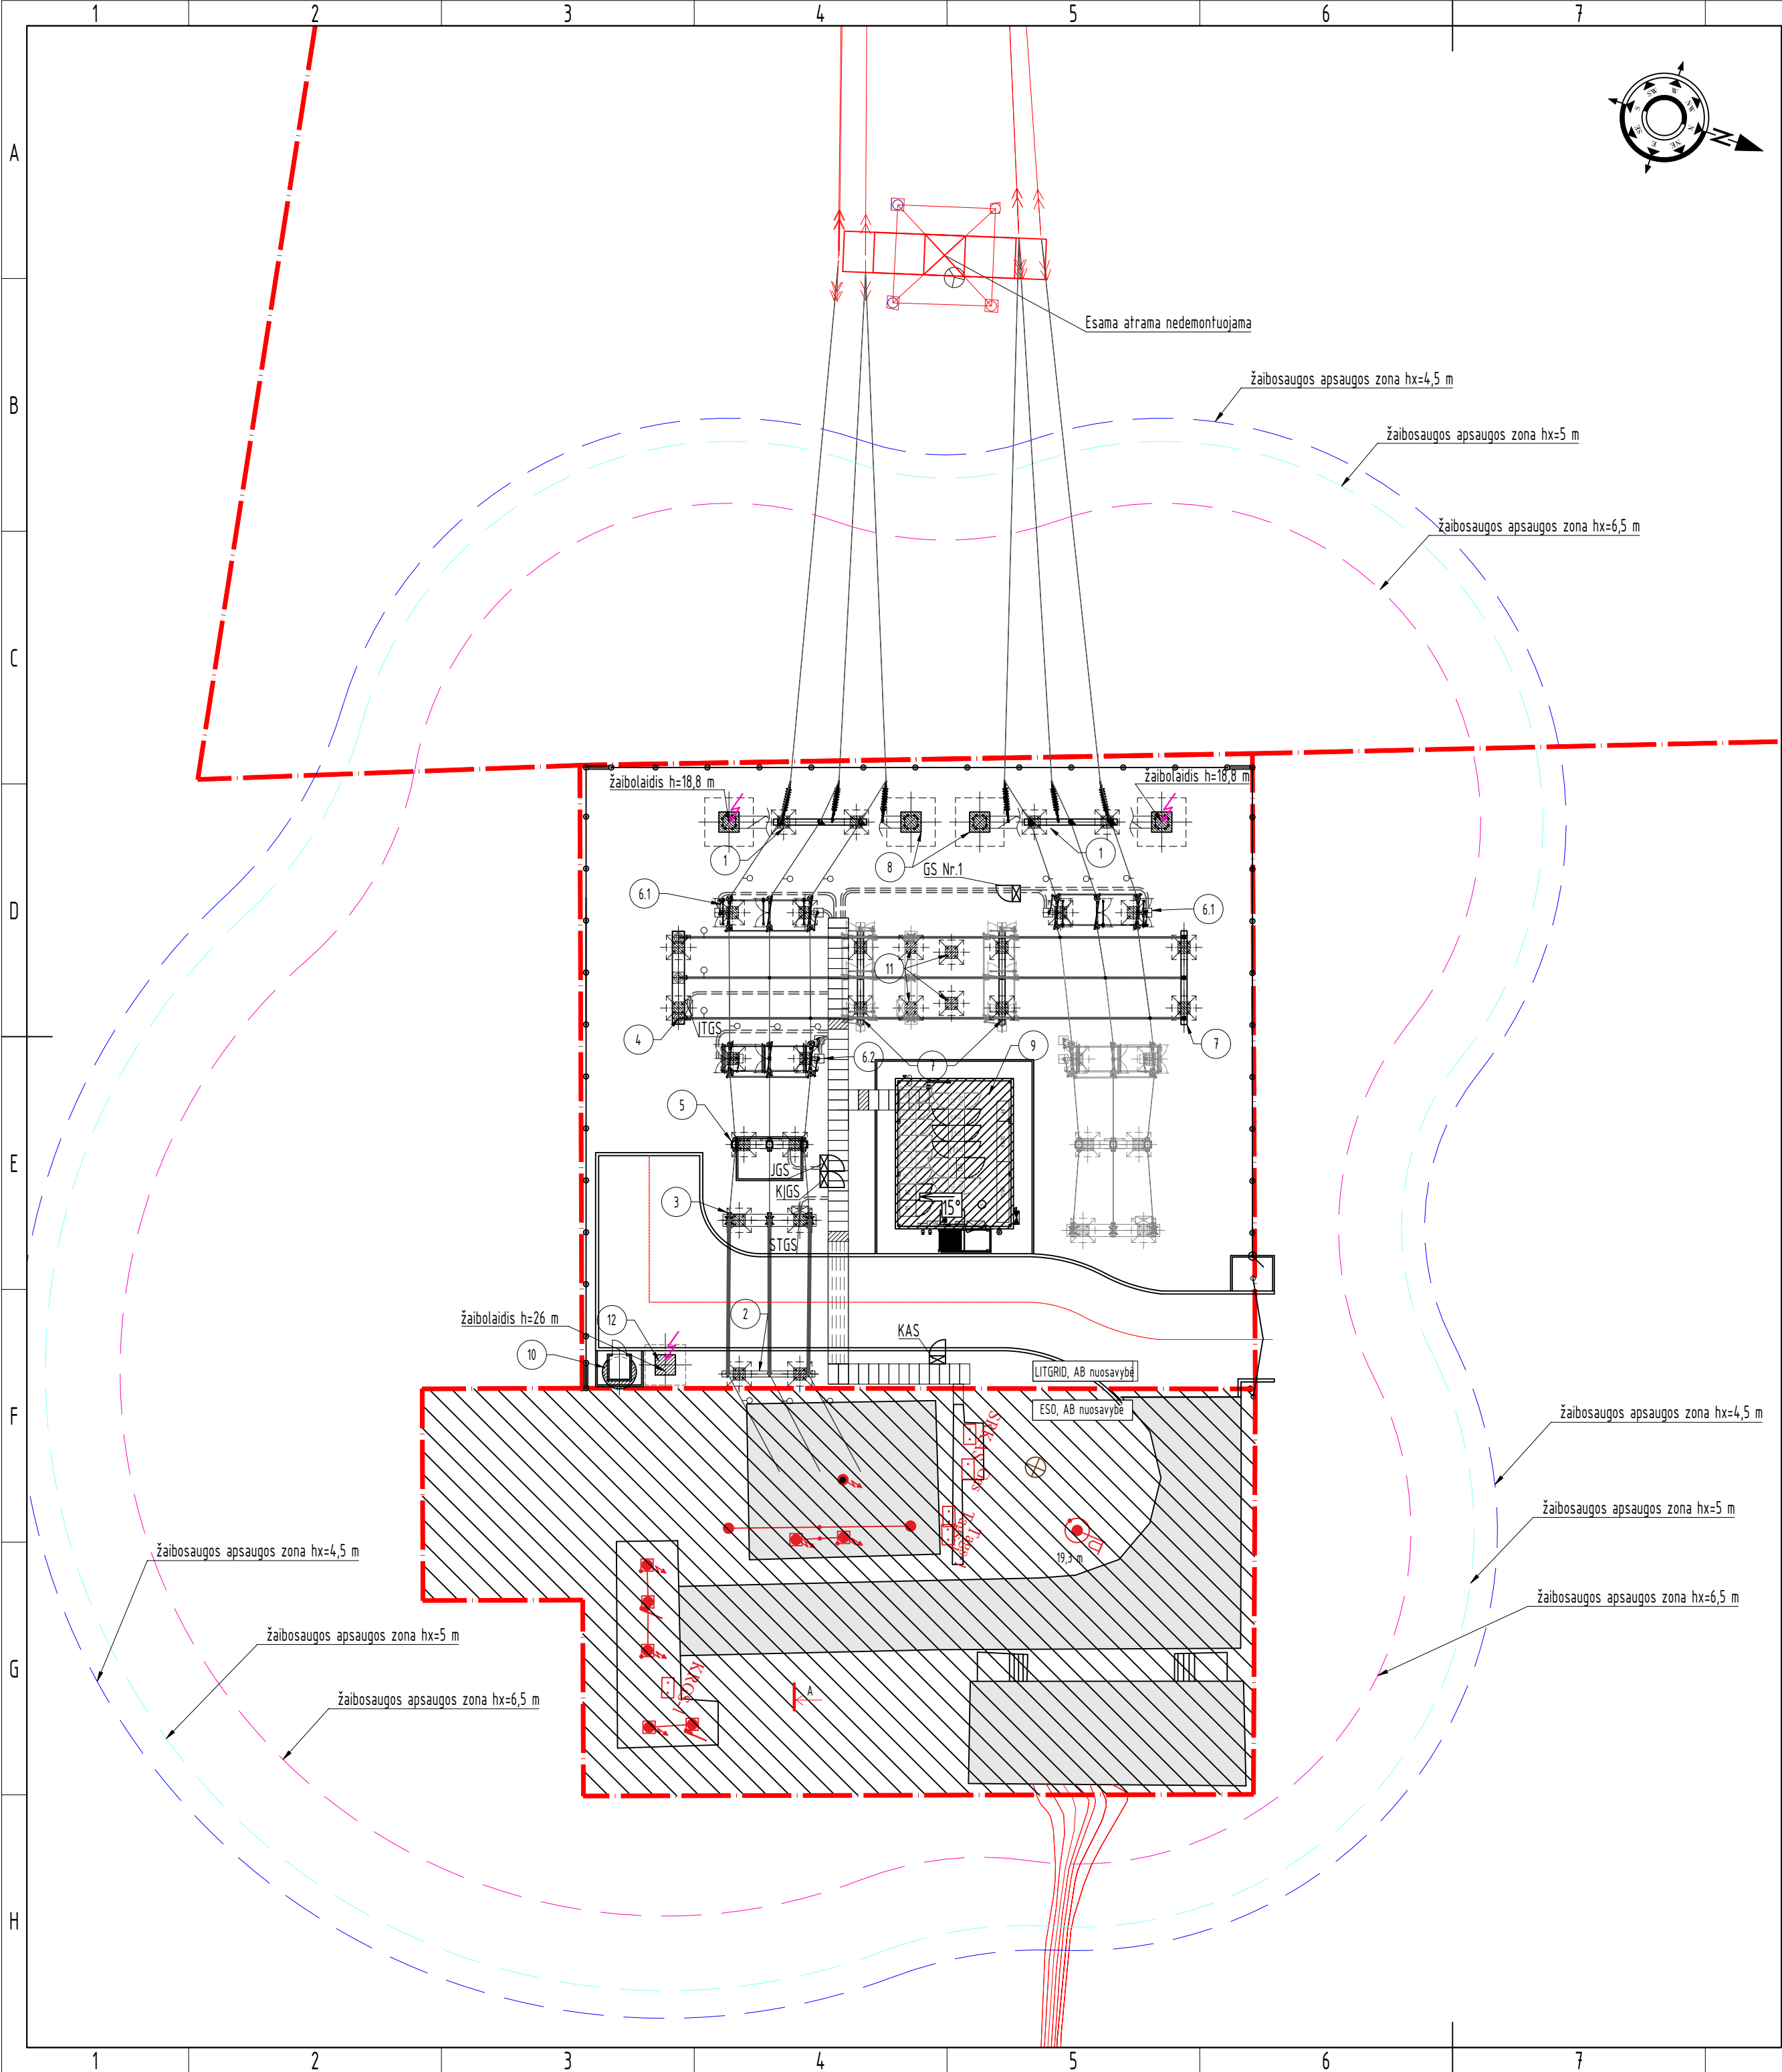 1 2 3 4 5 6 7
A
B
C
D
E
F
G
H
SW W NW N NE E SE S
N
Esama atrama nedemontuojama
žaibosaugos apsaugos zona hx=4,5 m
žaibosaugos apsaugos zona hx=5 m
žaibosaugos apsaugos zona hx=6,5 m
žaibolaidis h=18,8 m
žaibolaidis h=18,8 m
1
8
1
GS Nr.1
6.1
6.1
11
4
ĮTGS
7
6.2
7
9
5
JGS
KJGS
3
15°
STGS
2
žaibolaidis h=26 m
12
10
KAS
LITGRID, AB nuosavybė
ESO, AB nuosavybė
19,3 m
žaibosaugos apsaugos zona hx=4,5 m
žaibosaugos apsaugos zona hx=5 m
žaibosaugos apsaugos zona hx=6,5 m
žaibosaugos apsaugos zona hx=4,5 m
žaibosaugos apsaugos zona hx=5 m
žaibosaugos apsaugos zona hx=6,5 m
A
1 2 3 4 5 6 7